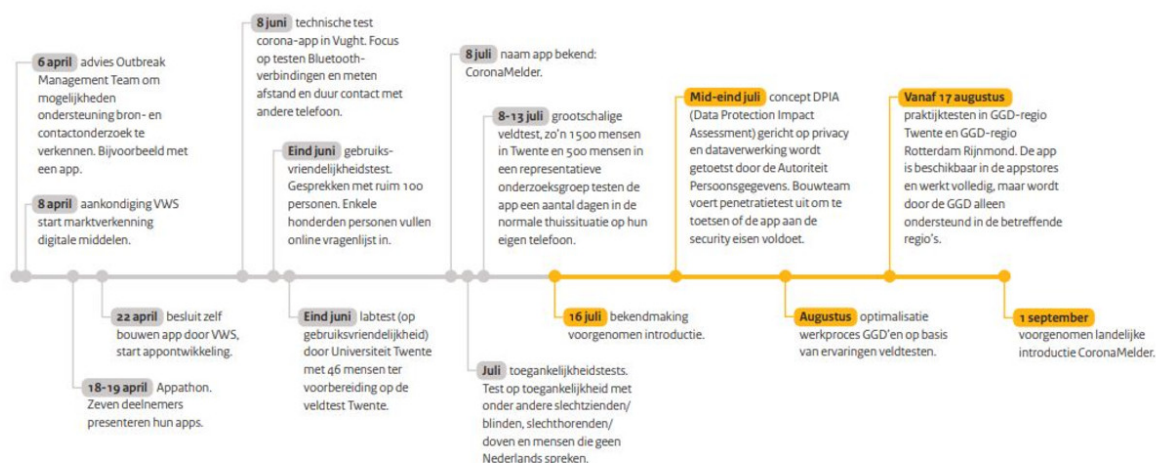 6 april advies Outbreak
Management Team om
mogelijkheden
ondersteuning bron- en
contactonderzoek te
verkennen. Bijvoorbeeld met
een app.
8 april aankondiging VWS
start marktverkenning
digitale middelen.
18-19 april Appathon.
Zeven deelnemers
presenteren hun apps.
22 april besluit zelf
bouwen app door VWS,
start appontwikkeling.
8 juni technische test
corona-app in Vught. Focus
op testen Bluetooth-
verbindingen en meten
afstand en duur contact met
andere telefoon.
Eind juni gebruiks-
vriendelijkheidstest.
Gesprekken met ruim 100
personen. Enkele
honderden personen vullen
online vragenlijst in.
Eind juni labtest (op
gebruiksvriendelijkheid)
door Universiteit Twente
met 46 mensen ter
voorbereiding op de
veldtest Twente.
8 juli naam app bekend:
CoronaMelder.
Juli toegankelijkheidstests.
Test op toegankelijkheid met
onder andere slechtzienden/
blinden, slechthorenden/
doven en mensen die geen
Nederlands spreken.
8-13 juli grootschalige
veldtest, zo'n 1500 mensen
in Twente en 500 mensen in
een representatieve
onderzoeksgroep testen de
app een aantal dagen in de
normale thuissituatie op hun
eigen telefoon.
16 juli bekendmaking
voorgenomen introductie.
Mid-eind juli concept DPIA
(Data Protection Impact
Assessment) gericht op privacy
en dataverwerking wordt
getoetst door de Autoriteit
Persoonsgegevens. Bouwteam
voert penetratietest uit om te
toetsen of de app aan de
security eisen voldoet.
Augustus optimalisatie
werkproces GGD'en op basis
van ervaringen veldtesten.
Vanaf 17 augustus
praktijktesten in GGD-regio
Twente en GGD-regio
Rotterdam Rijnmond. De app
is beschikbaar in de appstores
en werkt volledig, maar wordt
door de GGD alleen
ondersteund in de betreffende
regio's.
1 september
voorgenomen landelijke
introductie CoronaMelder.